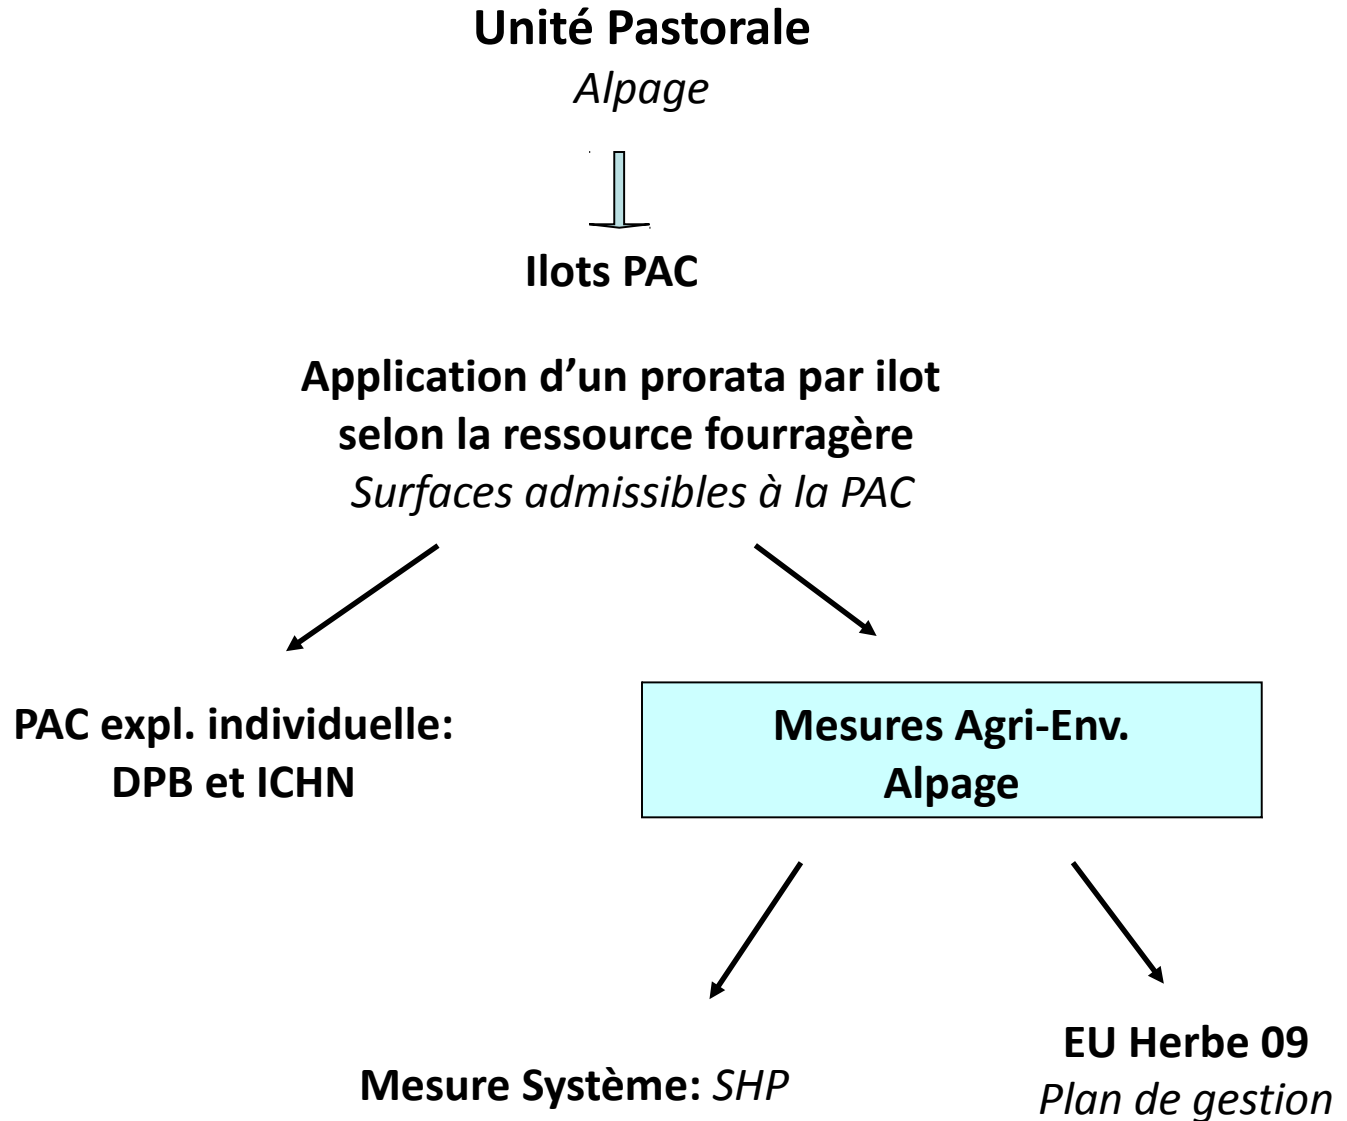 Unité Pastorale
Alpage
Ilots PAC
Application d’un prorata par ilot
selon la ressource fourragère
Surfaces admissibles à la PAC
PAC expl. individuelle:
DPB et ICHN
Mesures Agri-Env.
Alpage
Mesure Système: SHP
EU Herbe 09
Plan de gestion